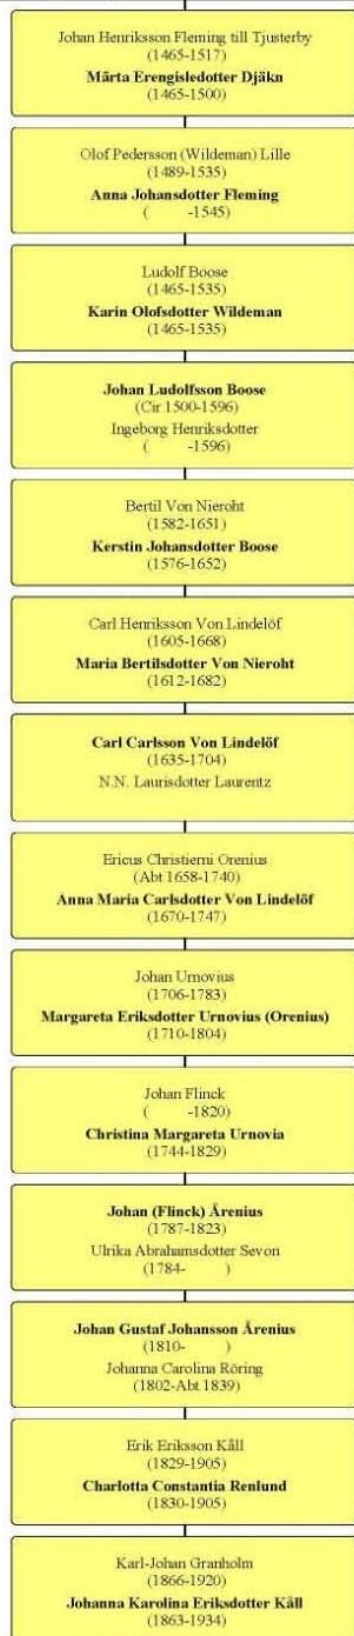 Johan Henriksson Fleming till Tjusterby
(1465-1517)
Märta Erengisledotter Djäkn
(1465-1500)
Olof Pedersson (Wildeman) Lille
(1489-1535)
Anna Johansdotter Fleming
( -1545)
Ludolf Boose
(1465-1535)
Karin Olofsdotter Wildeman
(1465-1535)
Johan Ludolfsson Boose
(Cir 1500-1596)
Ingeborg Henriksdotter
( -1596)
Bertil Von Nieroht
(1582-1651)
Kerstin Johansdotter Boose
(1576-1652)
Carl Henriksson Von Lindelöf
(1605-1668)
Maria Bertilsdotter Von Nieroht
(1612-1682)
Carl Carlsson Von Lindelöf
(1635-1704)
N.N. Laurisdotter Laurentz
Ericus Christierni Orenius
(Abt 1658-1740)
Anna Maria Carlsdotter Von Lindelöf
(1670-1747)
Johan Urnovius
(1706-1783)
Margareta Eriksdotter Urnovius (Orenius)
(1710-1804)
Johan Flinck
( -1820)
Christina Margareta Urnovia
(1744-1829)
Johan (Flinck) Årenius
(1787-1823)
Ulrika Abrahamsdotter Sevon
(1784- )
Johan Gustaf Johansson Årenius
(1810- )
Johanna Carolina Röring
(1802-Abt 1839)
Erik Eriksson Kåll
(1829-1905)
Charlotta Constantia Renlund
(1830-1905)
Karl-Johan Granholm
(1866-1920)
Johanna Karolina Eriksdotter Kåll
(1863-1934)